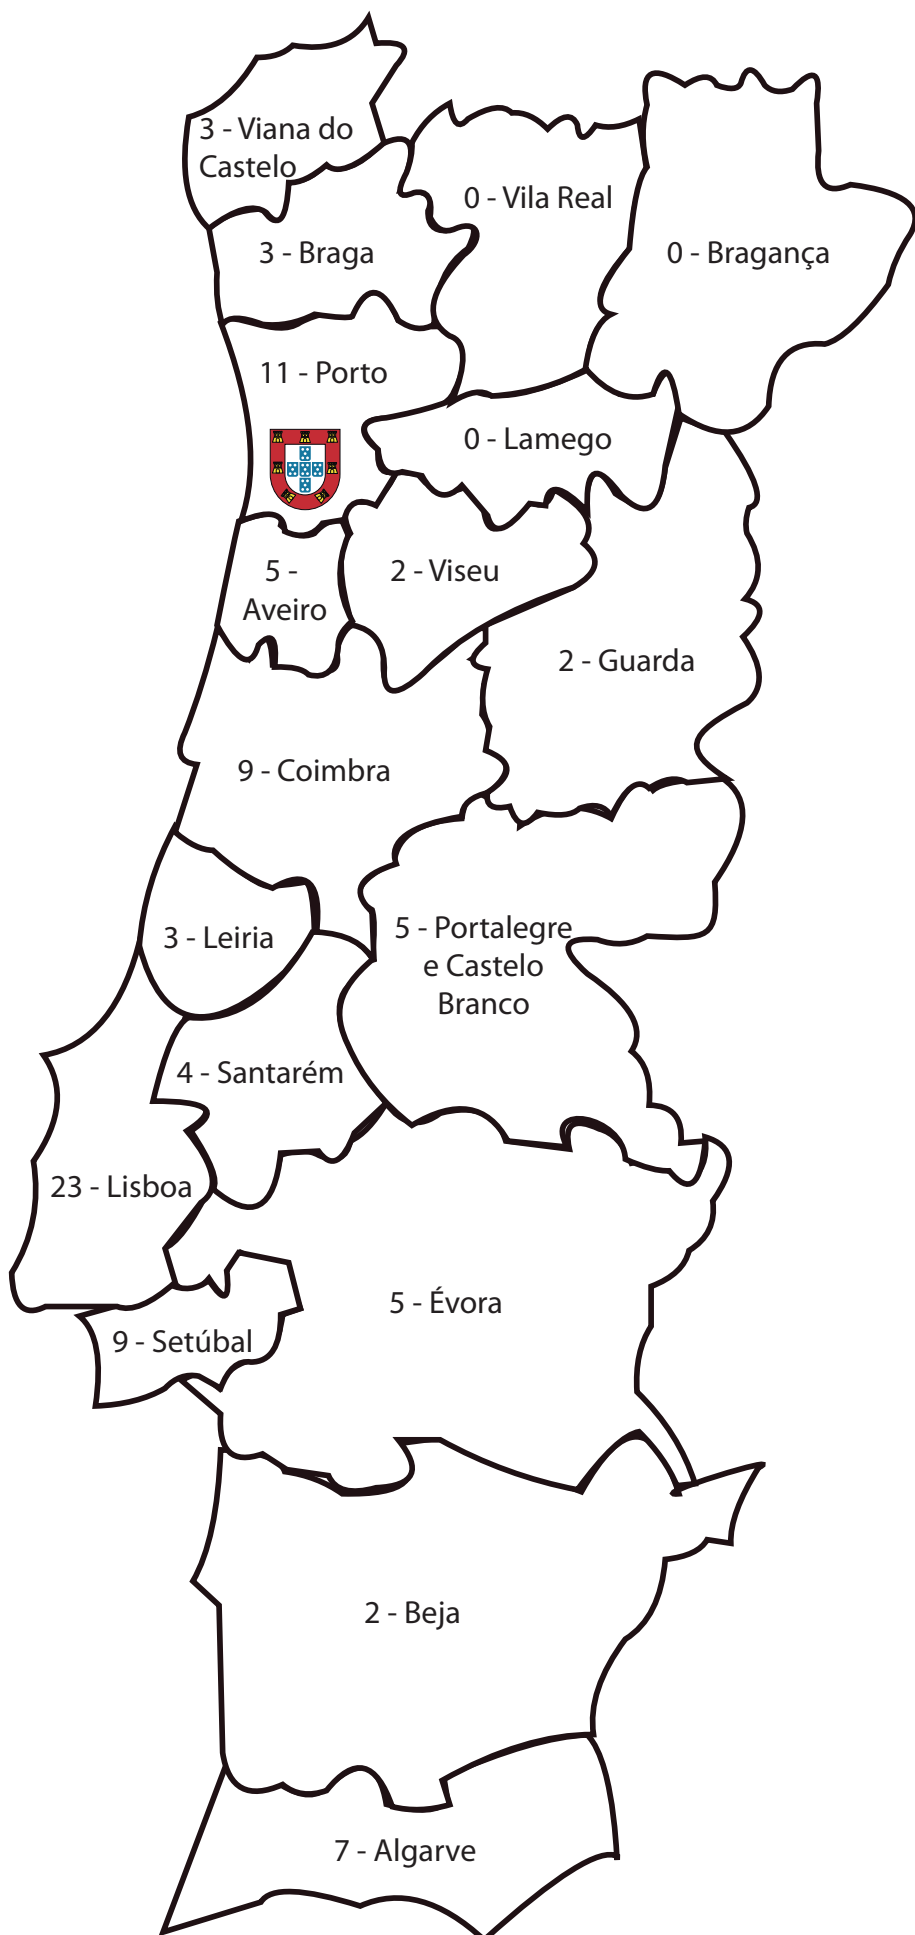 3 - Viana do
Castelo
0 - Vila Real
3 - Braga
0 - Bragança
11 - Porto
0 - Lamego
5 -
Aveiro
2 - Viseu
2 - Guarda
9 - Coimbra
3 - Leiria
5 - Portalegre
e Castelo
Branco
4 - Santarém
23 - Lisboa
5 - Évora
9 - Setúbal
2 - Beja
7 - Algarve